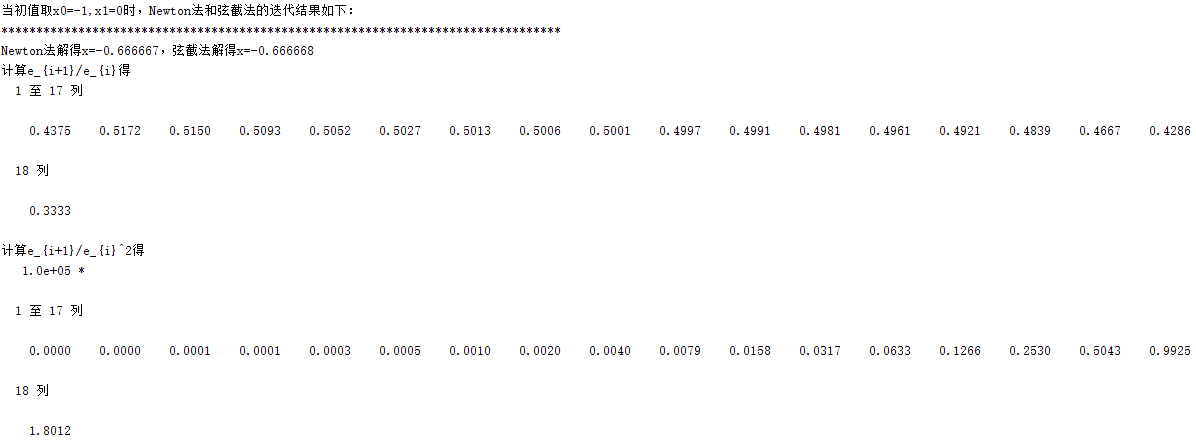 当初值取x0=-1,x1=0时，Newton法和弦截法的迭代结果如下：
********************************************************************************
Newton法解得x=-0.666667，弦截法解得x=-0.666668
计算e_{i+1}/e_{i}得
1 至 17 列
0.4375 0.5172 0.5150 0.5093 0.5052 0.5027 0.5013 0.5006 0.5001 0.4997 0.4991 0.4981 0.4961 0.4921 0.4839 0.4667 0.4286
18 列
0.3333
计算e_{i+1}/e_{i}^2得
1.0e+05 *
1 至 17 列
0.0000 0.0000 0.0001 0.0001 0.0003 0.0005 0.0010 0.0020 0.0040 0.0079 0.0158 0.0317 0.0633 0.1266 0.2530 0.5043 0.9925
18 列
1.8012